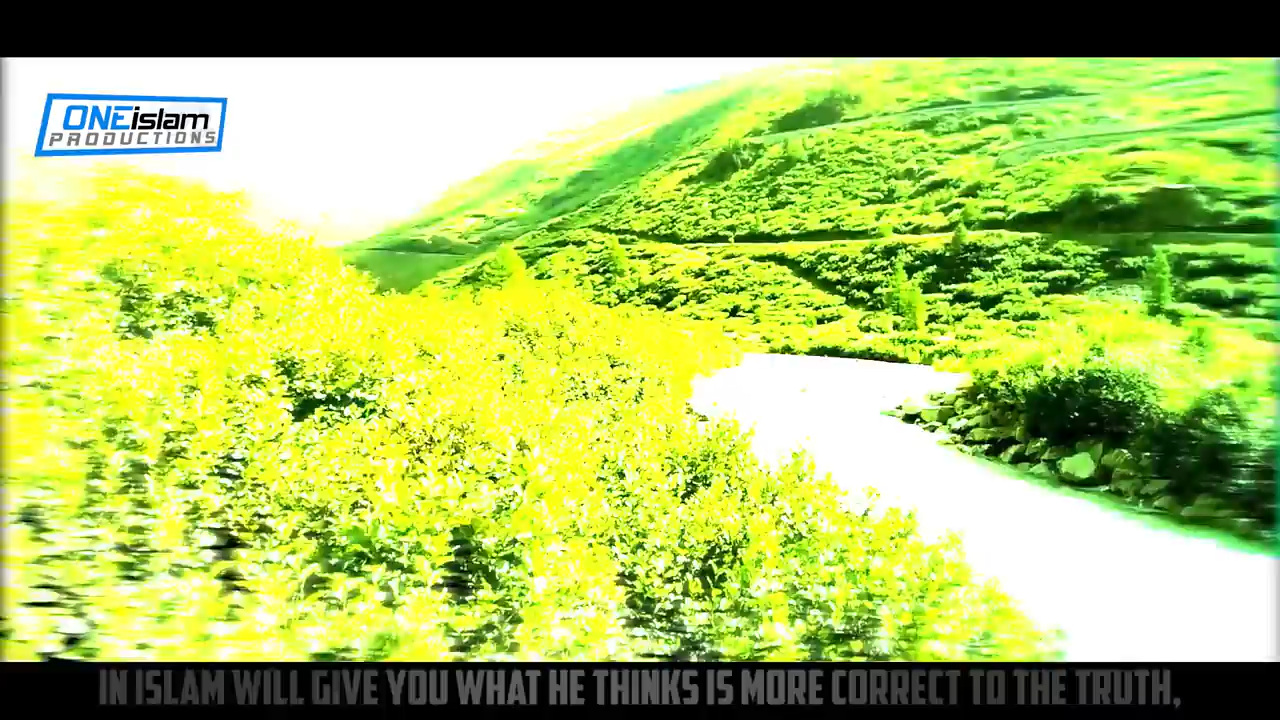 ONEislam
PRODUCTIONS
IN ISLAM WILL GIVE YOU WHAT HE THINKS IS MORE CORRECT TO THE TRUTH,